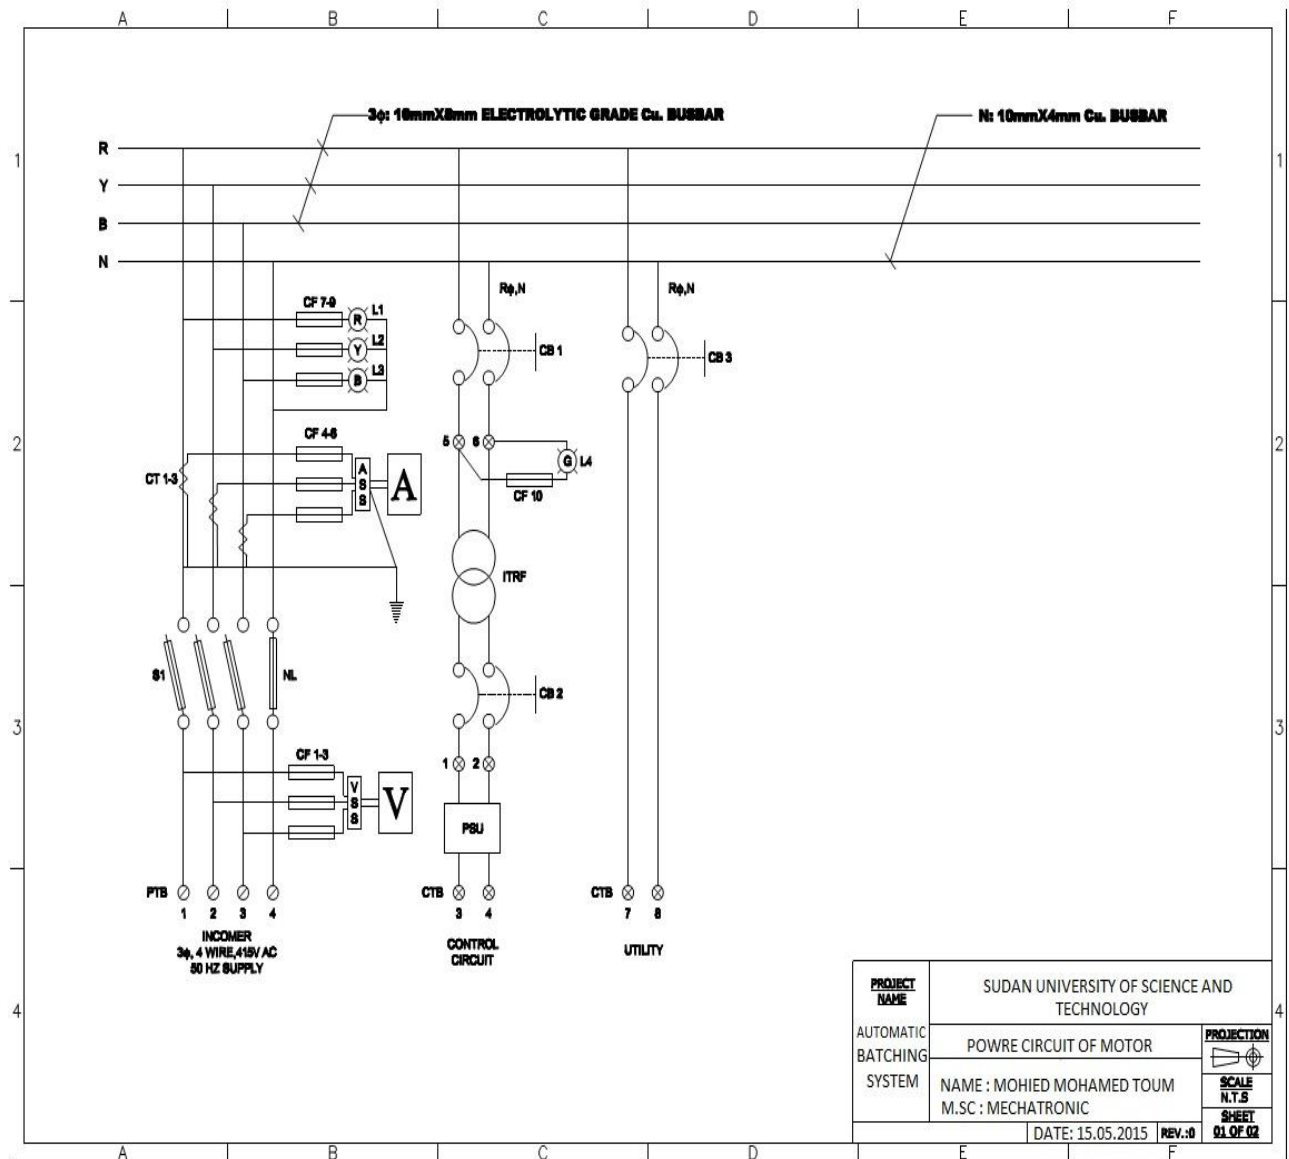 A B C D E F
3ϕ: 10mmX8mm ELECTROLYTIC GRADE Cu. BUSBAR
N: 10mmX4mm Cu. BUSBAR
1 R 1
Y
B
N
Rϕ,N Rϕ,N
CF 7-9
R L1
Y L2
B L3
CB 1
CB 3
CF 4-6
2 5 6 2
G L4
CT 1-3
A
S
S
A
CF 10
ITRF
S1 NL
CB 2
3 3
CF 1-3
1 2
V
S
S
V
PSU
PTB CTB CTB
1 2 3 4 3 4 7 8
INCOMER
3ϕ, 4 WIRE,415V AC
50 HZ SUPPLY
CONTROL
CIRCUIT
UTILITY
4 4
PROJECT
NAME
AUTOMATIC
BATCHING
SYSTEM
SUDAN UNIVERSITY OF SCIENCE AND
TECHNOLOGY
POWRE CIRCUIT OF MOTOR
NAME : MOHIED MOHAMED TOUM
M.SC : MECHATRONIC
PROJECTION
SCALE
N.T.S
SHEET
01 OF 02
DATE: 15.05.2015 REV.:0
A B C D E F